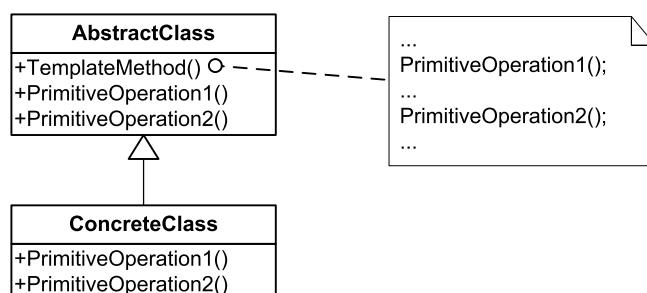 AbstractClass
+TemplateMethod()
+PrimitiveOperation1()
+PrimitiveOperation2()
...
PrimitiveOperation1();
...
PrimitiveOperation2();
...
ConcreteClass
+PrimitiveOperation1()
+PrimitiveOperation2()